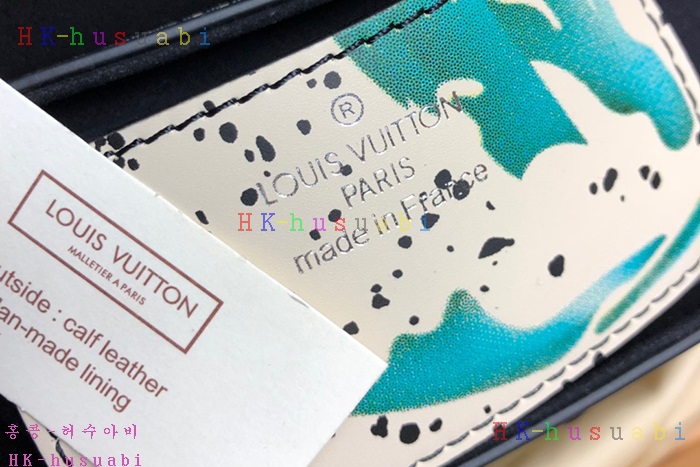 HK-husuabi
®
LOUIS VUITTON
PARIS
made in France
HK-husuabi
LOUIS VUITTON
MALLETIER A PARIS
utside : calf leather
an-made lining
홍콩-허수아비
HK-husuabi
HK-husuabi